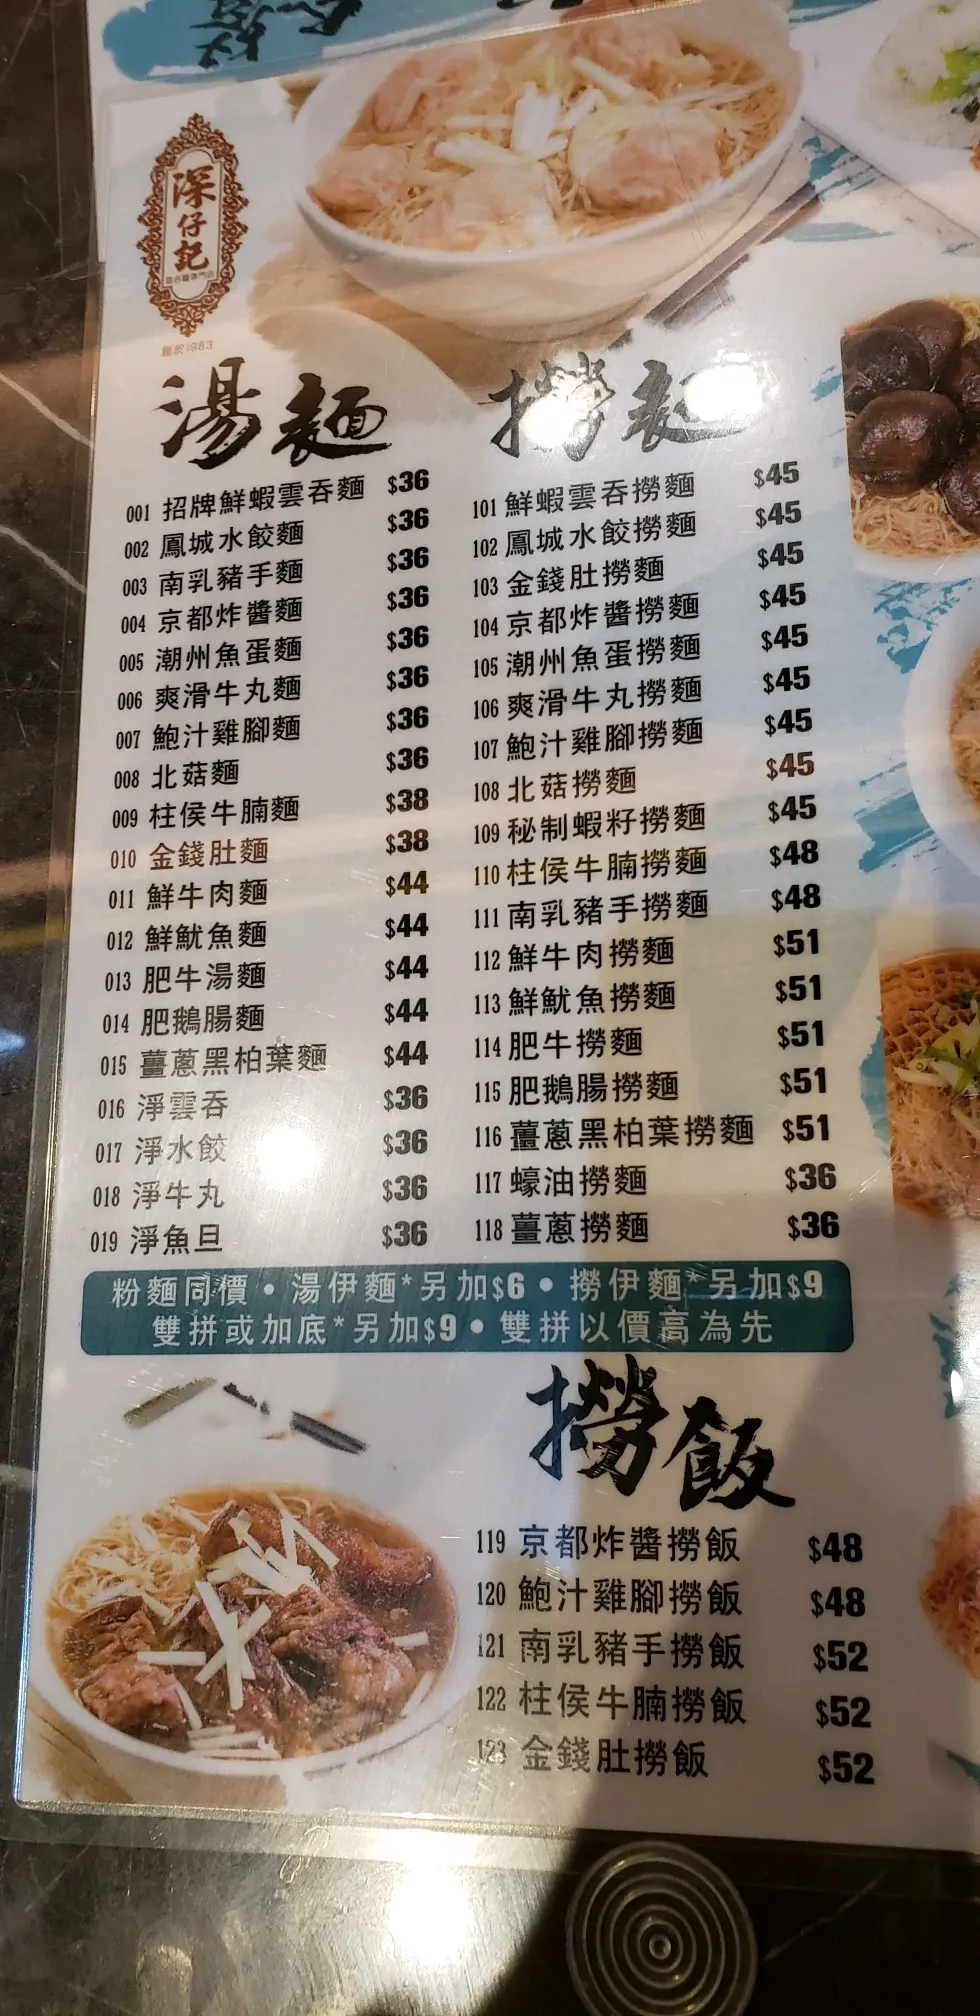 深仔記
雲吞麵專門店
創於1983
湯麵
001 招牌鮮蝦雲吞麵 $36
002 鳳城水餃麵 $36
003 南乳豬手麵 $36
004 京都炸醬麵 $36
005 潮州魚蛋麵 $36
006 爽滑牛丸麵 $36
007 鮑汁雞腳麵 $36
008 北菇麵 $36
009 柱侯牛腩麵 $38
010 金錢肚麵 $38
011 鮮牛肉麵 $44
012 鮮魷魚麵 $44
013 肥牛湯麵 $44
014 肥鵝腸麵 $44
015 薑蔥黑柏葉麵 $44
016 淨雲吞 $36
017 淨水餃 $36
018 淨牛丸 $36
019 淨魚旦 $36
撈麵
101 鮮蝦雲吞撈麵 $45
102 鳳城水餃撈麵 $45
103 金錢肚撈麵 $45
104 京都炸醬撈麵 $45
105 潮州魚蛋撈麵 $45
106 爽滑牛丸撈麵 $45
107 鮑汁雞腳撈麵 $45
108 北菇撈麵 $45
109 秘制蝦籽撈麵 $45
110 柱侯牛腩撈麵 $48
111 南乳豬手撈麵 $48
112 鮮牛肉撈麵 $51
113 鮮魷魚撈麵 $51
114 肥牛撈麵 $51
115 肥鵝腸撈麵 $51
116 薑蔥黑柏葉撈麵 $51
117 蠔油撈麵 $36
118 薑蔥撈麵 $36
粉麵同價•湯伊麵*另加$6•撈伊麵*另加$9
雙拼或加底*另加$9•雙拼以價高為先
撈飯
119 京都炸醬撈飯 $48
120 鮑汁雞腳撈飯 $48
121 南乳豬手撈飯 $52
122 柱侯牛腩撈飯 $52
123 金錢肚撈飯 $52